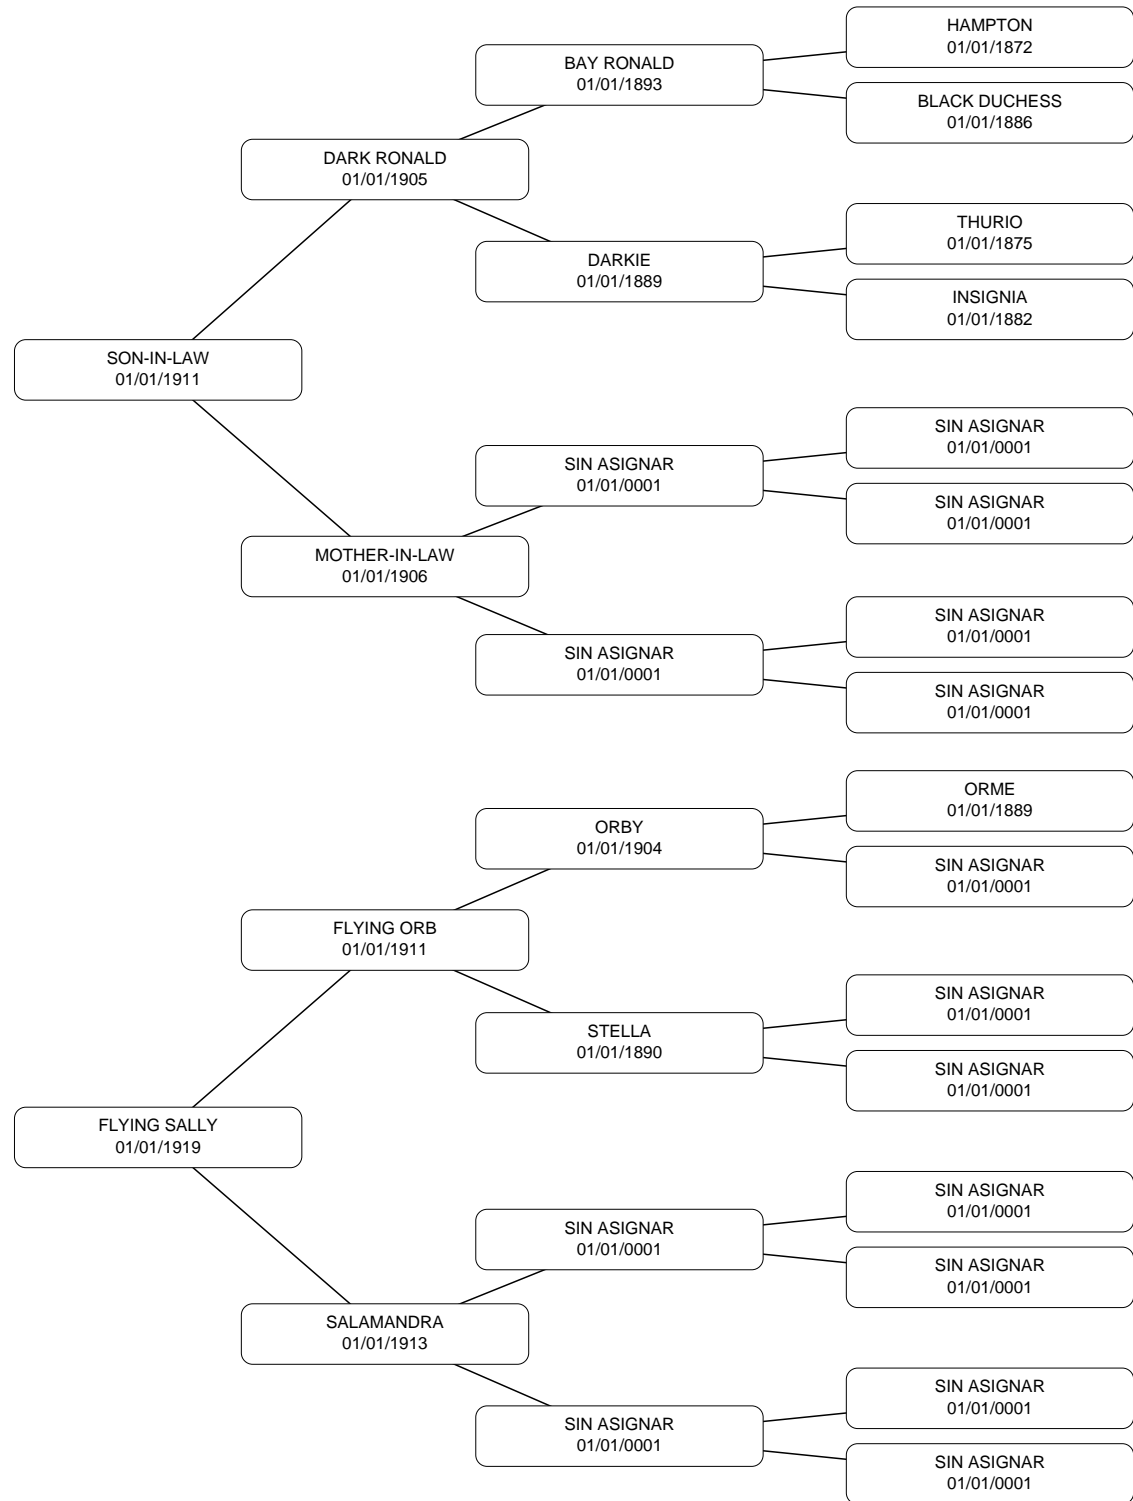 HAMPTON
01/01/1872
BAY RONALD
01/01/1893
BLACK DUCHESS
01/01/1886
DARK RONALD
01/01/1905
THURIO
01/01/1875
DARKIE
01/01/1889
INSIGNIA
01/01/1882
SON-IN-LAW
01/01/1911
SIN ASIGNAR
01/01/0001
SIN ASIGNAR
01/01/0001
SIN ASIGNAR
01/01/0001
MOTHER-IN-LAW
01/01/1906
SIN ASIGNAR
01/01/0001
SIN ASIGNAR
01/01/0001
SIN ASIGNAR
01/01/0001
ORME
01/01/1889
ORBY
01/01/1904
SIN ASIGNAR
01/01/0001
FLYING ORB
01/01/1911
SIN ASIGNAR
01/01/0001
STELLA
01/01/1890
SIN ASIGNAR
01/01/0001
FLYING SALLY
01/01/1919
SIN ASIGNAR
01/01/0001
SIN ASIGNAR
01/01/0001
SIN ASIGNAR
01/01/0001
SALAMANDRA
01/01/1913
SIN ASIGNAR
01/01/0001
SIN ASIGNAR
01/01/0001
SIN ASIGNAR
01/01/0001